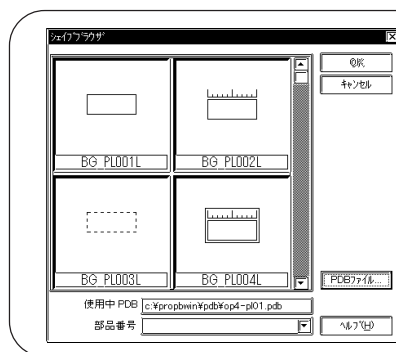 シェイプブラウザ
OK
キャンセル
BG_PL001L
BG_PL002L
BG_PL003L
BG_PL004L
PDBファイル...
使用中 PDB c:¥propbwin¥pdb¥op4-pl01.pdb
部品番号
ヘルプ(H)